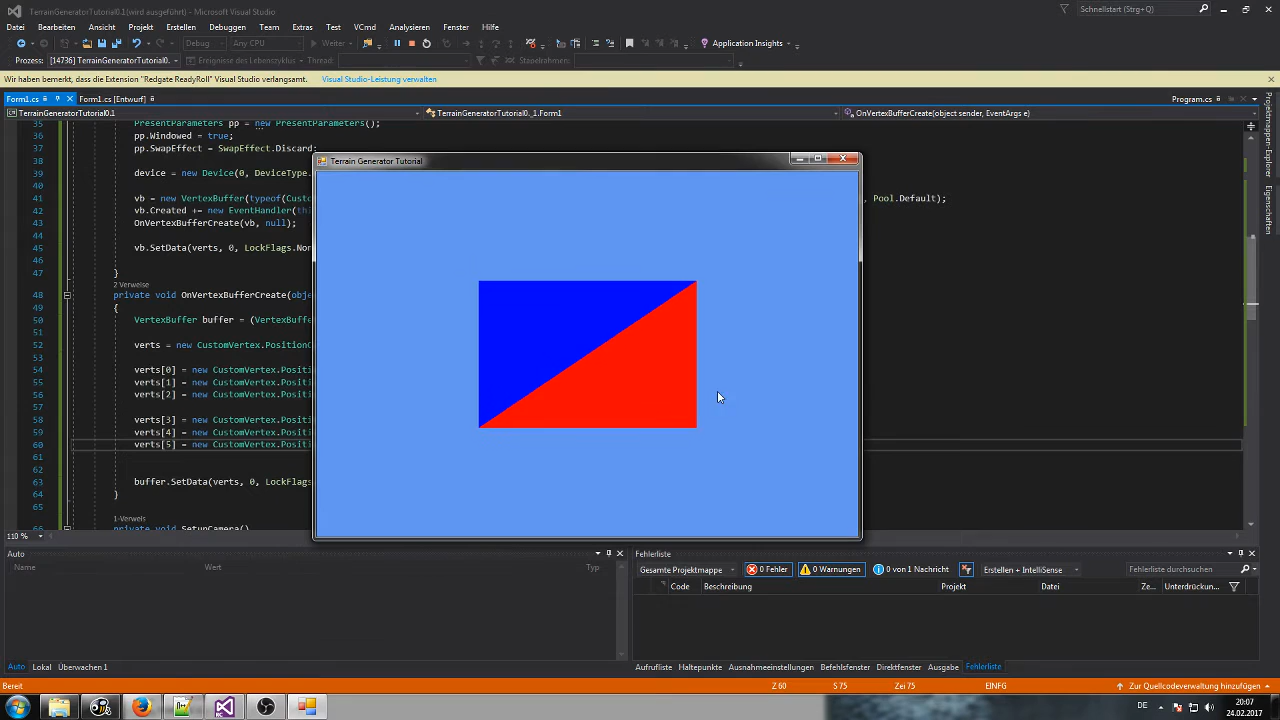 TerrainGeneratorTutorial0.1(wird ausgeführt) - Microsoft Visual Studio
Schnellstart (Strg+Q)
Datei Bearbeiten Ansicht Projekt Erstellen Debuggen Team Extras Test VCmd Analysieren Fenster Hilfe
Debug Any CPU Weiter Application Insights
Prozess: [14736] TerrainGeneratorTutorial0. Ereignisse des Lebenszyklus Thread: Stapelrahmen:
Wir haben bemerkt, dass die Extension "Redgate ReadyRoll" Visual Studio verlangsamt. Visual Studio-Leistung verwalten
Form1.cs Form1.cs [Entwurf] Program.cs
TerrainGeneratorTutorial0.1 TerrainGeneratorTutorial0._1.Form1 OnVertexBufferCreate(object sender, EventArgs e)
35 PresentParameters pp = new PresentParameters();
36 pp.Windowed = true;
37 pp.SwapEffect = SwapEffect.Discard;
38
39 device = new Device(0, DeviceType.
40
41 vb = new VertexBuffer(typeof(Custo , Pool.Default);
42 vb.Created += new EventHandler(thi
43 OnVertexBufferCreate(vb, null);
44
45 vb.SetData(verts, 0, LockFlags.Non
46
47 }
2 Verweise
48 private void OnVertexBufferCreate(obje
49 {
50 VertexBuffer buffer = (VertexBuffe
51
52 verts = new CustomVertex.PositionC
53
54 verts[0] = new CustomVertex.Positi
55 verts[1] = new CustomVertex.Positi
56 verts[2] = new CustomVertex.Positi
57
58 verts[3] = new CustomVertex.Positi
59 verts[4] = new CustomVertex.Positi
60 verts[5] = new CustomVertex.Positi
61
62
63 buffer.SetData(verts, 0, LockFlags
64 }
65
1-Verweis
66 private void SetupCamera()
Terrain Generator Tutorial
Projektmappen-Explorer
Eigenschaften
110 %
Auto
Name Wert Typ
Auto Lokal Überwachen 1
Fehlerliste
Gesamte Projektmappe 0 Fehler 0 Warnungen 0 von 1 Nachricht Erstellen + IntelliSense Fehlerliste durchsuchen
Code Beschreibung Projekt Datei Ze... Unterdrückun...
Aufrufliste Haltepunkte Ausnahmeeinstellungen Befehlsfenster Direktfenster Ausgabe Fehlerliste
Bereit Z 60 S 75 Zei 75 EINFG Zur Quellcodeverwaltung hinzufügen
DE
20:07
24.02.2017